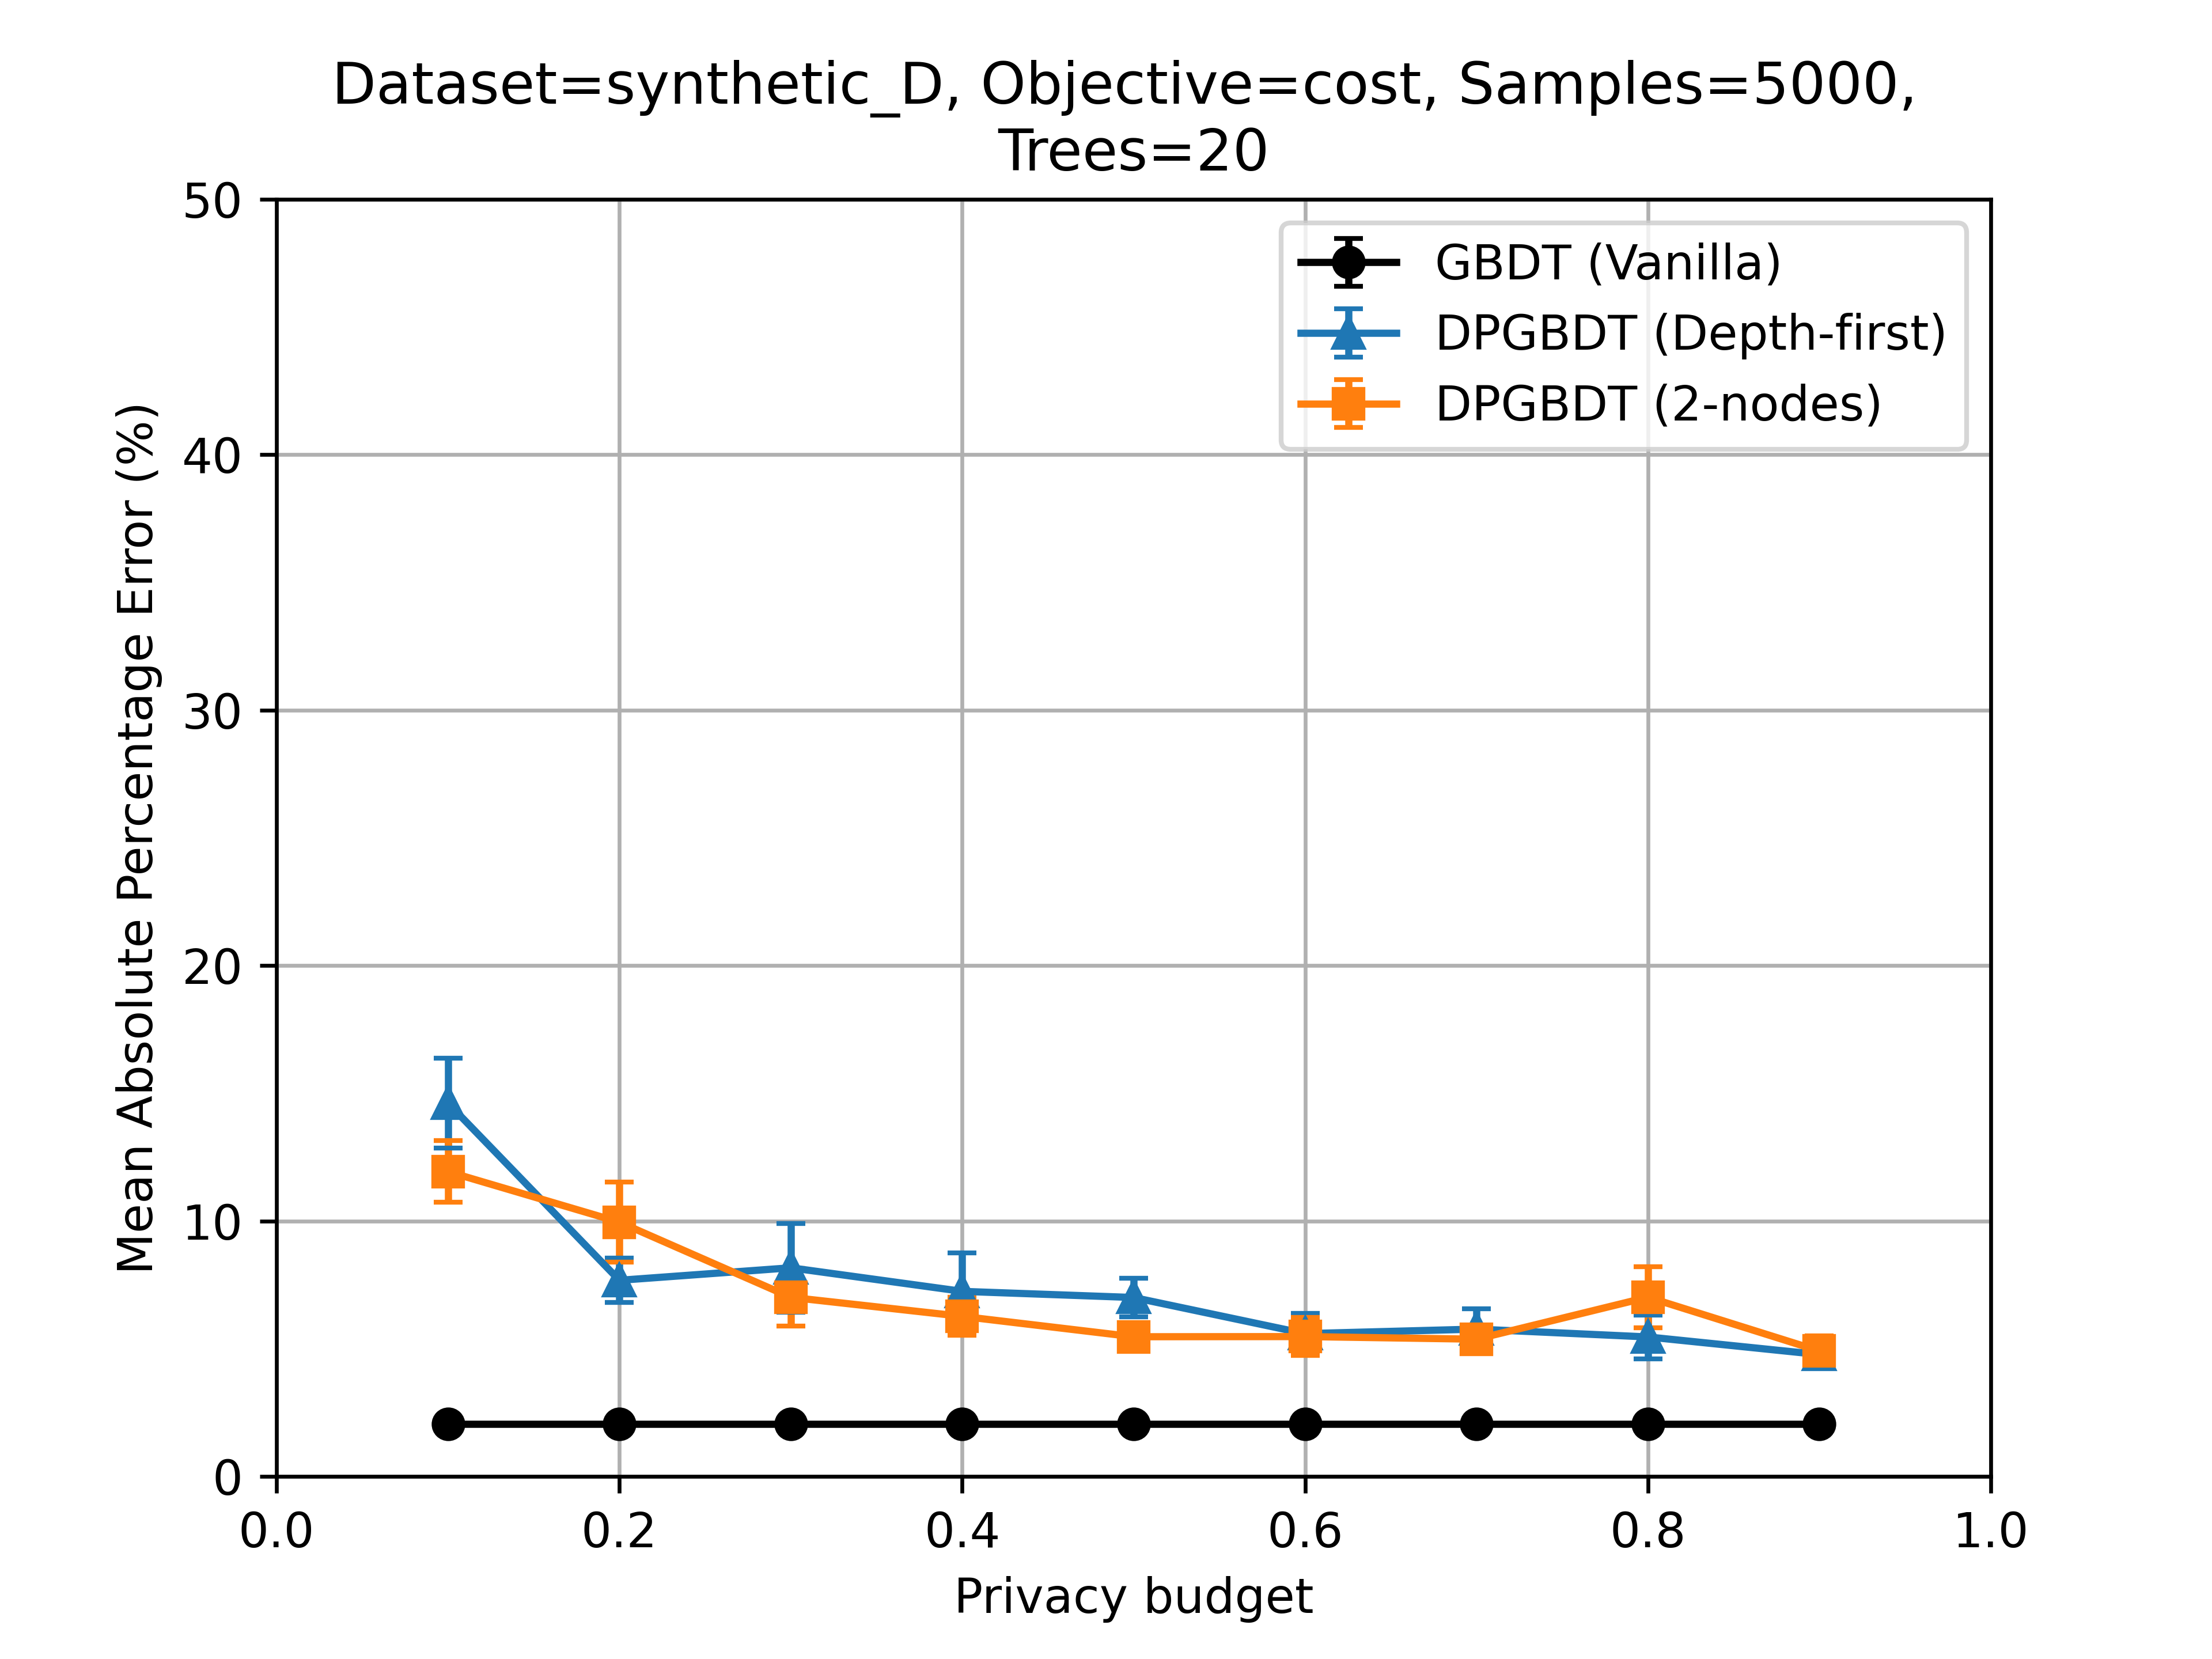 Dataset=synthetic_D, Objective=cost, Samples=5000,
Trees=20
GBDT (Vanilla)
DPGBDT (Depth-first)
DPGBDT (2-nodes)
Mean Absolute Percentage Error (%)
50
40
30
20
10
0
0.0 0.2 0.4 0.6 0.8 1.0
Privacy budget